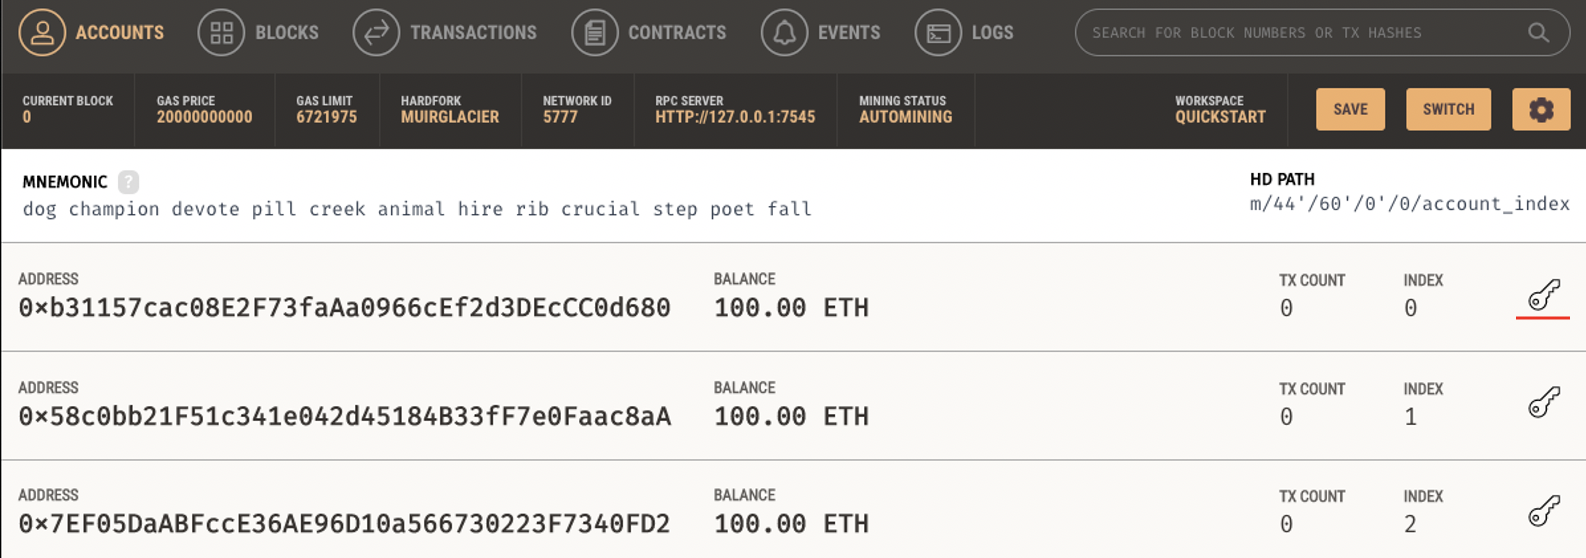 ACCOUNTS BLOCKS TRANSACTIONS CONTRACTS EVENTS LOGS SEARCH FOR BLOCK NUMBERS OR TX HASHES
CURRENT BLOCK GAS PRICE GAS LIMIT HARDFORK NETWORK ID RPC SERVER MINING STATUS WORKSPACE
0 20000000000 6721975 MUIRGLACIER 5777 HTTP://127.0.0.1:7545 AUTOMINING QUICKSTART SAVE SWITCH
MNEMONIC ? HD PATH
dog champion devote pill creek animal hire rib crucial step poet fall m/44'/60'/0'/0/account_index
ADDRESS BALANCE TX COUNT INDEX
0×b31157cac08E2F73faAa0966cEf2d3DEcCC0d680 100.00 ETH 0 0
ADDRESS BALANCE TX COUNT INDEX
0×58c0bb21F51c341e042d45184B33fF7e0Faac8aA 100.00 ETH 0 1
ADDRESS BALANCE TX COUNT INDEX
0×7EF05DaABFccE36AE96D10a566730223F7340FD2 100.00 ETH 0 2